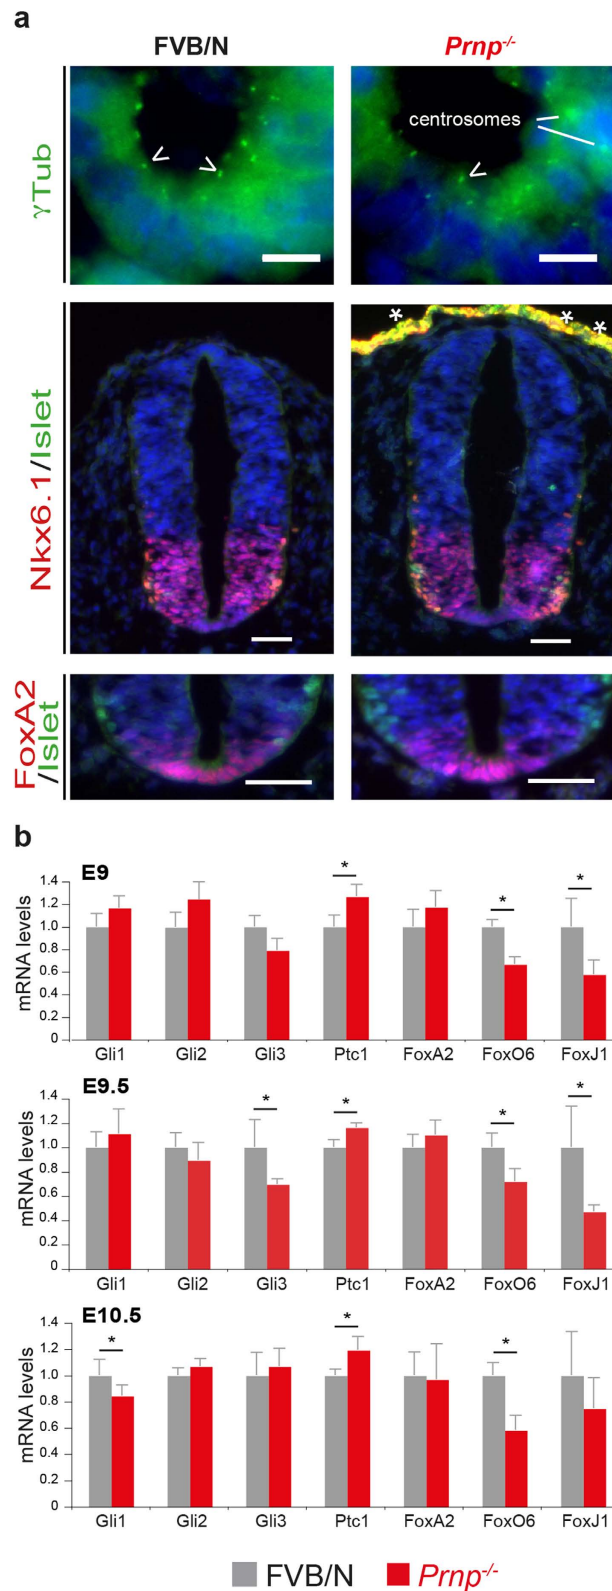 a
FVB/N
Prnp-/-
γTub
centrosomes
Nkx6.1/Islet
* * *
FoxA2
/Islet
b
E9
mRNA levels
1.4
1.2
1.0
0.8
0.6
0.4
0.2
0
* * *
Gli1 Gli2 Gli3 Ptc1 FoxA2 FoxO6 FoxJ1
E9.5
mRNA levels
1.4
1.2
1.0
0.8
0.6
0.4
0.2
0
* * * *
Gli1 Gli2 Gli3 Ptc1 FoxA2 FoxO6 FoxJ1
E10.5
mRNA levels
1.4
1.2
1.0
0.8
0.6
0.4
0.2
0
* * *
Gli1 Gli2 Gli3 Ptc1 FoxA2 FoxO6 FoxJ1
FVB/N Prnp-/-